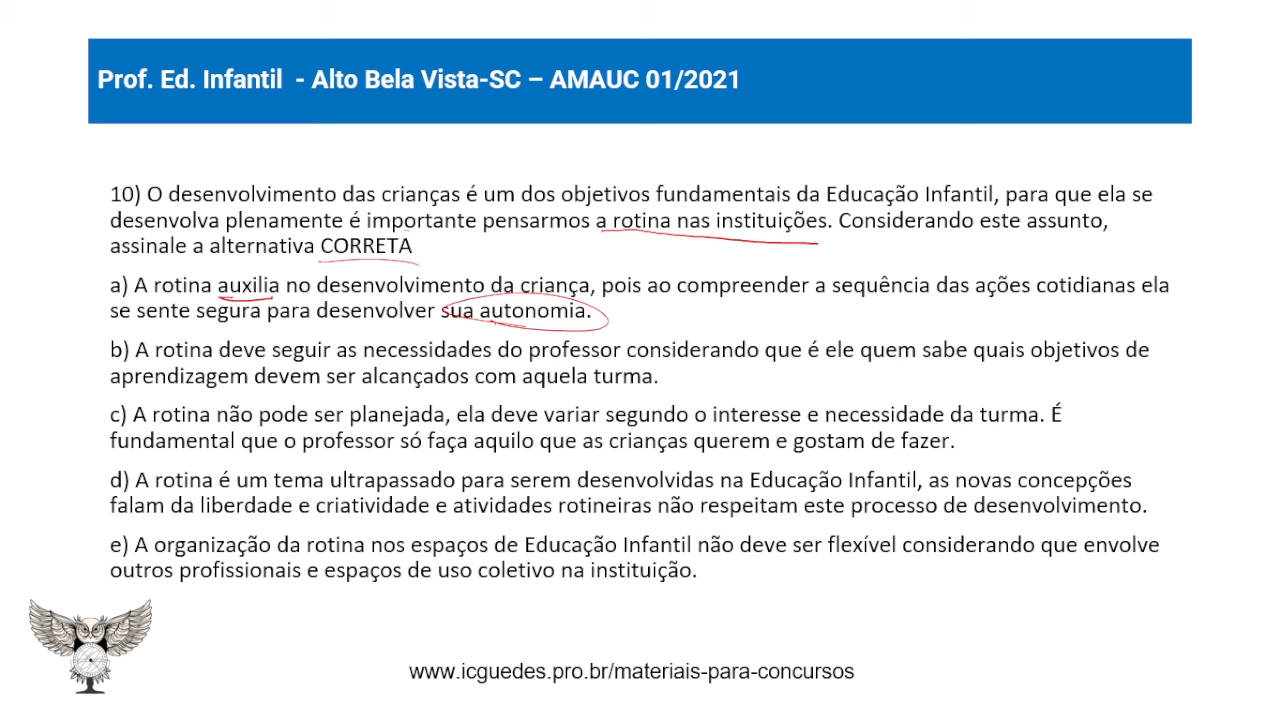 Prof. Ed. Infantil - Alto Bela Vista-SC – AMAUC 01/2021
10) O desenvolvimento das crianças é um dos objetivos fundamentais da Educação Infantil, para que ela se
desenvolva plenamente é importante pensarmos a rotina nas instituições. Considerando este assunto,
assinale a alternativa CORRETA
a) A rotina auxilia no desenvolvimento da criança, pois ao compreender a sequência das ações cotidianas ela
se sente segura para desenvolver sua autonomia.
b) A rotina deve seguir as necessidades do professor considerando que é ele quem sabe quais objetivos de
aprendizagem devem ser alcançados com aquela turma.
c) A rotina não pode ser planejada, ela deve variar segundo o interesse e necessidade da turma. É
fundamental que o professor só faça aquilo que as crianças querem e gostam de fazer.
d) A rotina é um tema ultrapassado para serem desenvolvidas na Educação Infantil, as novas concepções
falam da liberdade e criatividade e atividades rotineiras não respeitam este processo de desenvolvimento.
e) A organização da rotina nos espaços de Educação Infantil não deve ser flexível considerando que envolve
outros profissionais e espaços de uso coletivo na instituição.
www.icguedes.pro.br/materiais-para-concursos